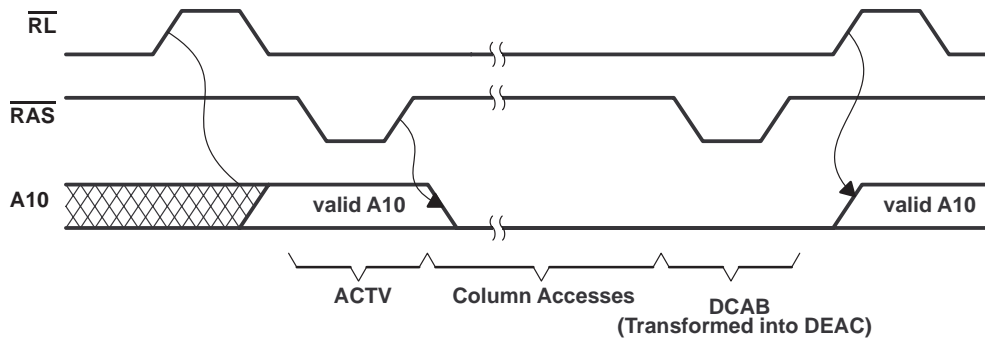 RL
RAS
A10
valid A10
valid A10
ACTV
Column Accesses
DCAB
(Transformed into DEAC)